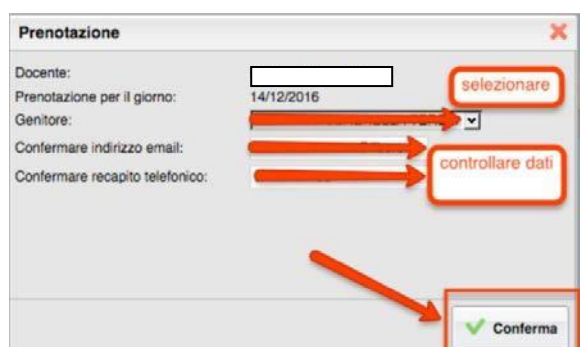 Prenotazione
Docente:
selezionare
Prenotazione per il giorno: 14/12/2016
Genitore:
Confermare indirizzo email:
controllare dati
Confermare recapito telefonico:
Conferma